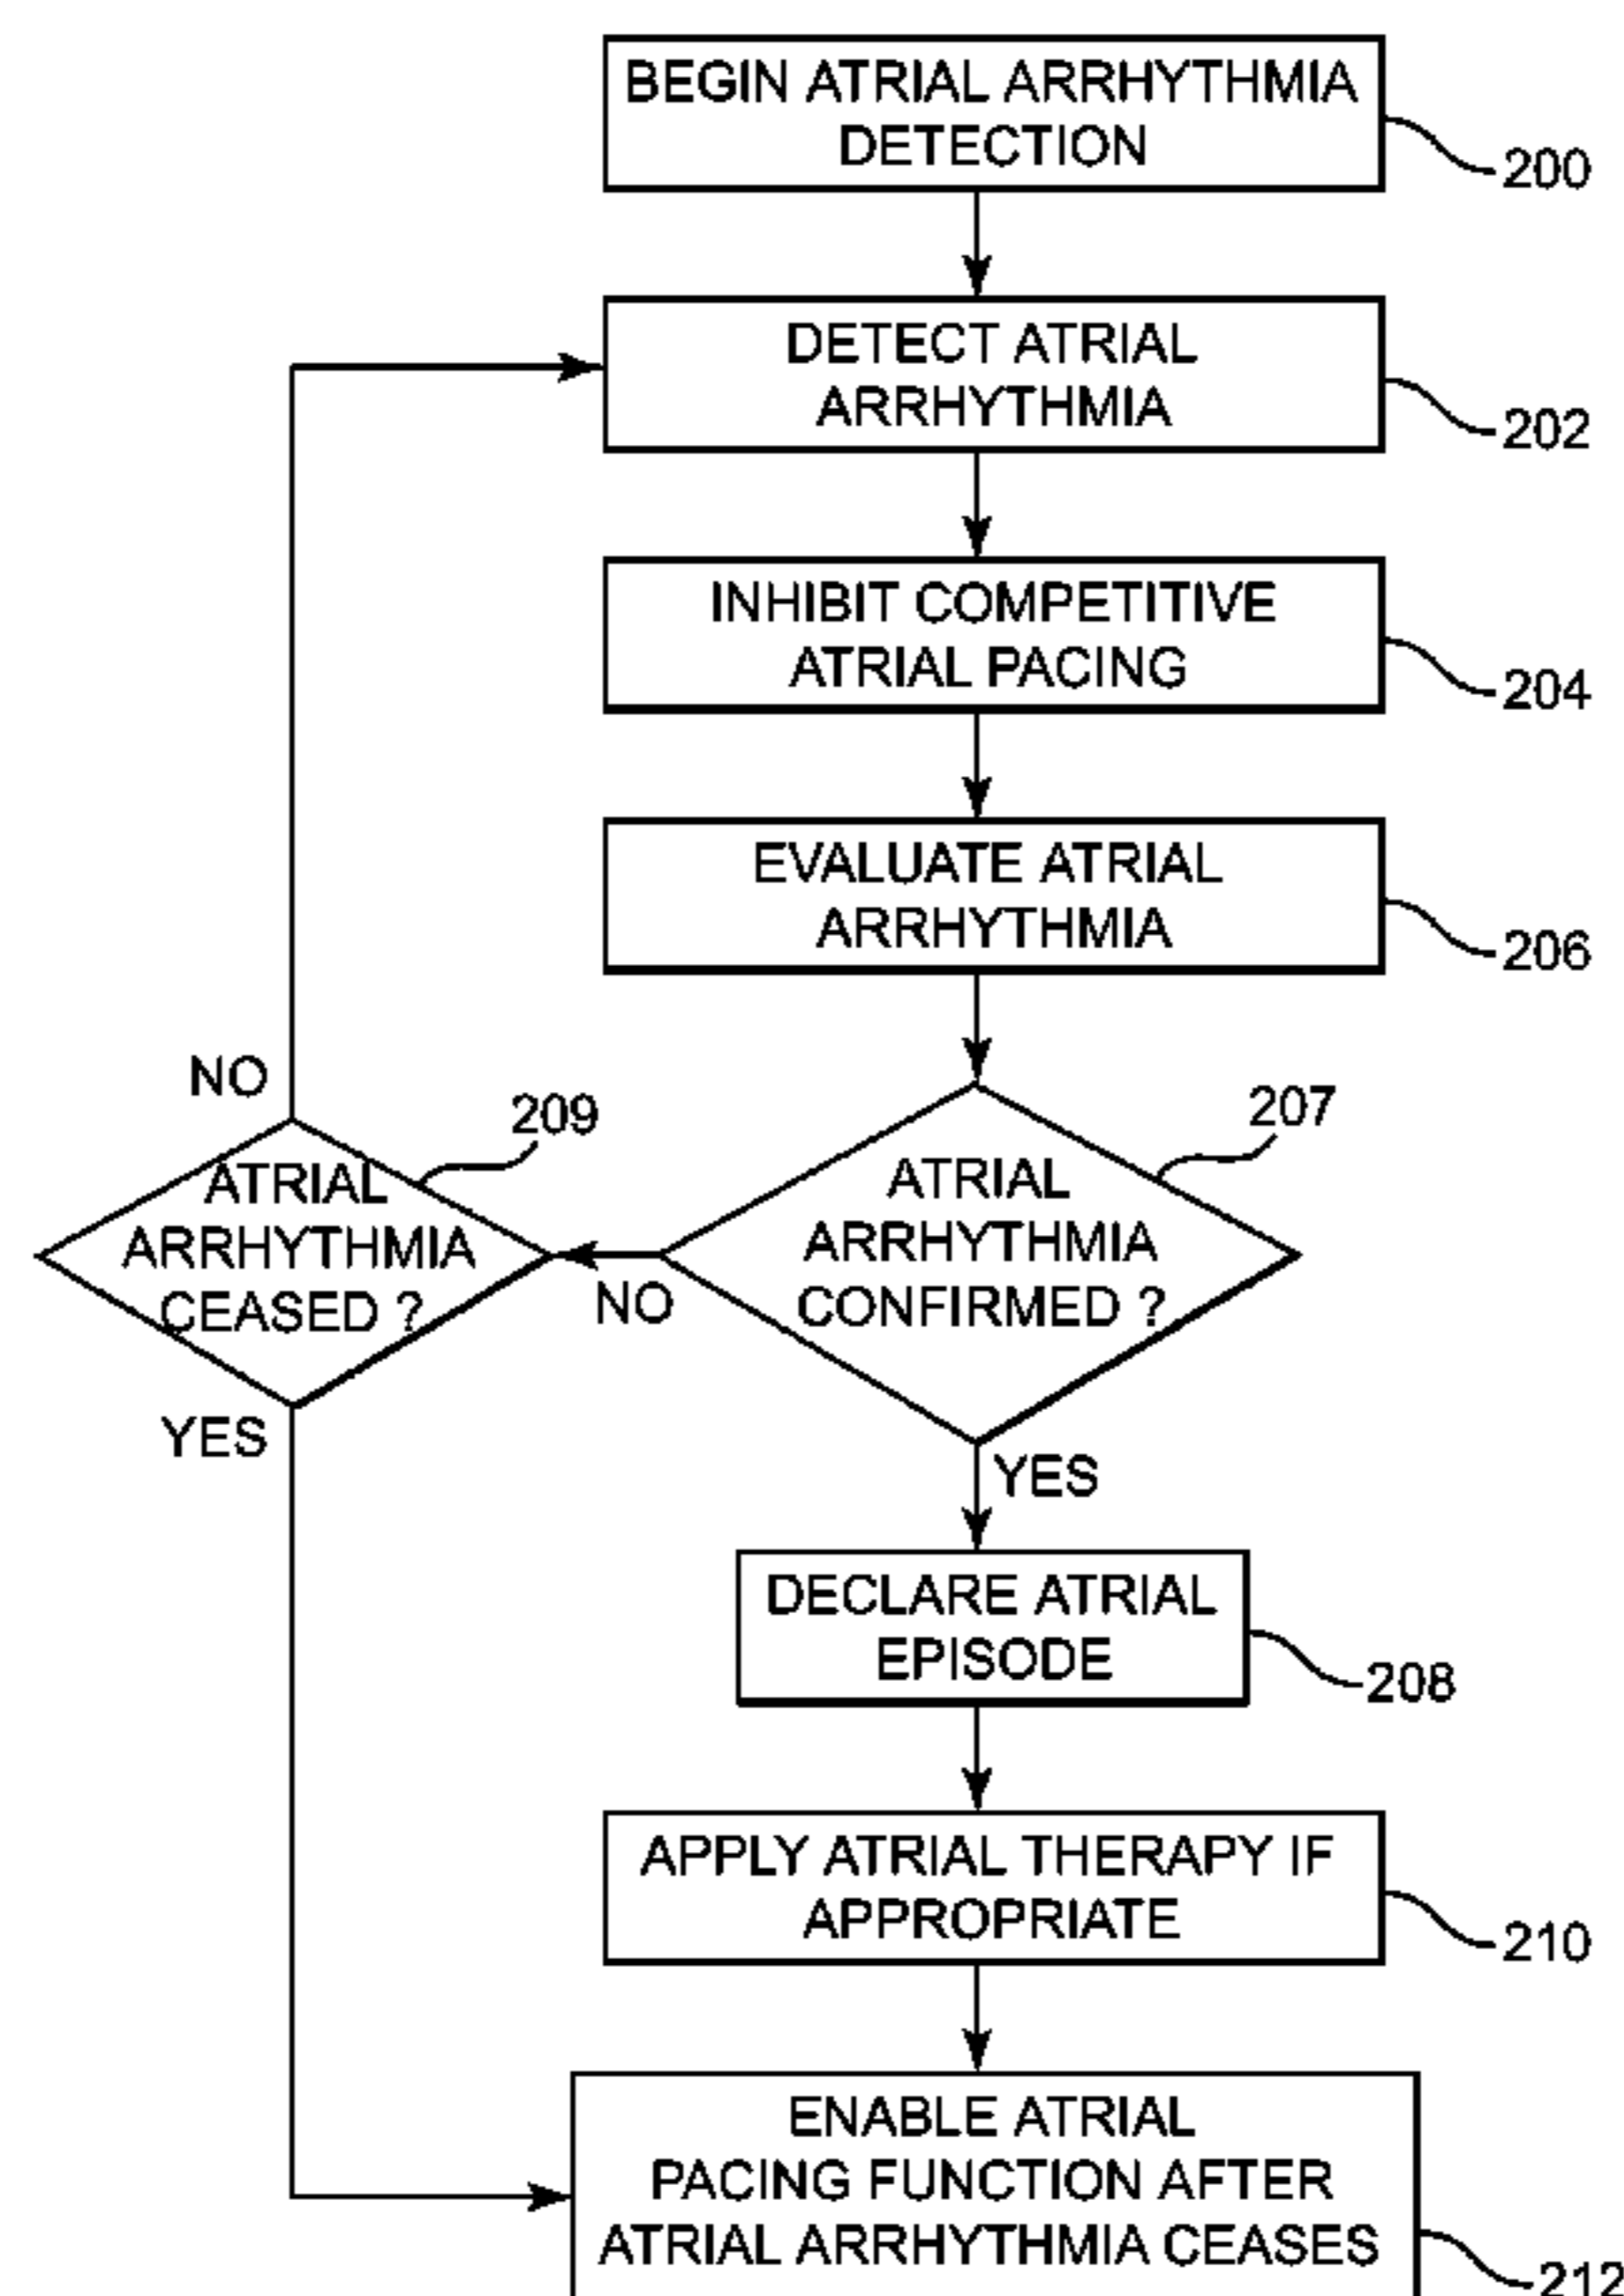 BEGIN ATRIAL ARRHYTHMIA
DETECTION
200
DETECT ATRIAL
ARRHYTHMIA
202
INHIBIT COMPETITIVE
ATRIAL PACING
204
EVALUATE ATRIAL
ARRHYTHMIA
206
NO
209
207
ATRIAL
ARRHYTHMIA
CEASED ?
NO
ATRIAL
ARRHYTHMIA
CONFIRMED ?
YES
YES
DECLARE ATRIAL
EPISODE
208
APPLY ATRIAL THERAPY IF
APPROPRIATE
210
ENABLE ATRIAL
PACING FUNCTION AFTER
ATRIAL ARRHYTHMIA CEASES
212